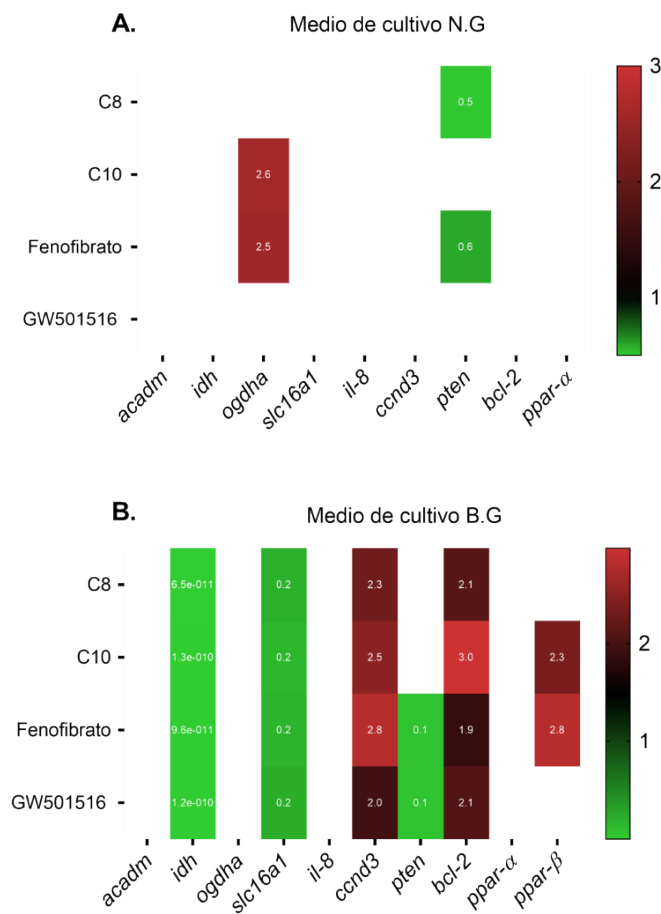 A. Medio de cultivo N.G
C8 0.5
C10 2.6
Fenofibrato 2.5 0.6
GW501516
acadm idh ogdha slc16a1 il-8 ccnd3 pten bcl-2 ppar-α
3
2
1
B. Medio de cultivo B.G
C8 6.5e-011 0.2 2.3 2.1
C10 1.3e-010 0.2 2.5 3.0 2.3
Fenofibrato 9.6e-011 0.2 2.8 0.1 1.9 2.8
GW501516 1.2e-010 0.2 2.0 0.1 2.1
acadm idh ogdha slc16a1 il-8 ccnd3 pten bcl-2 ppar-α ppar-β
2
1